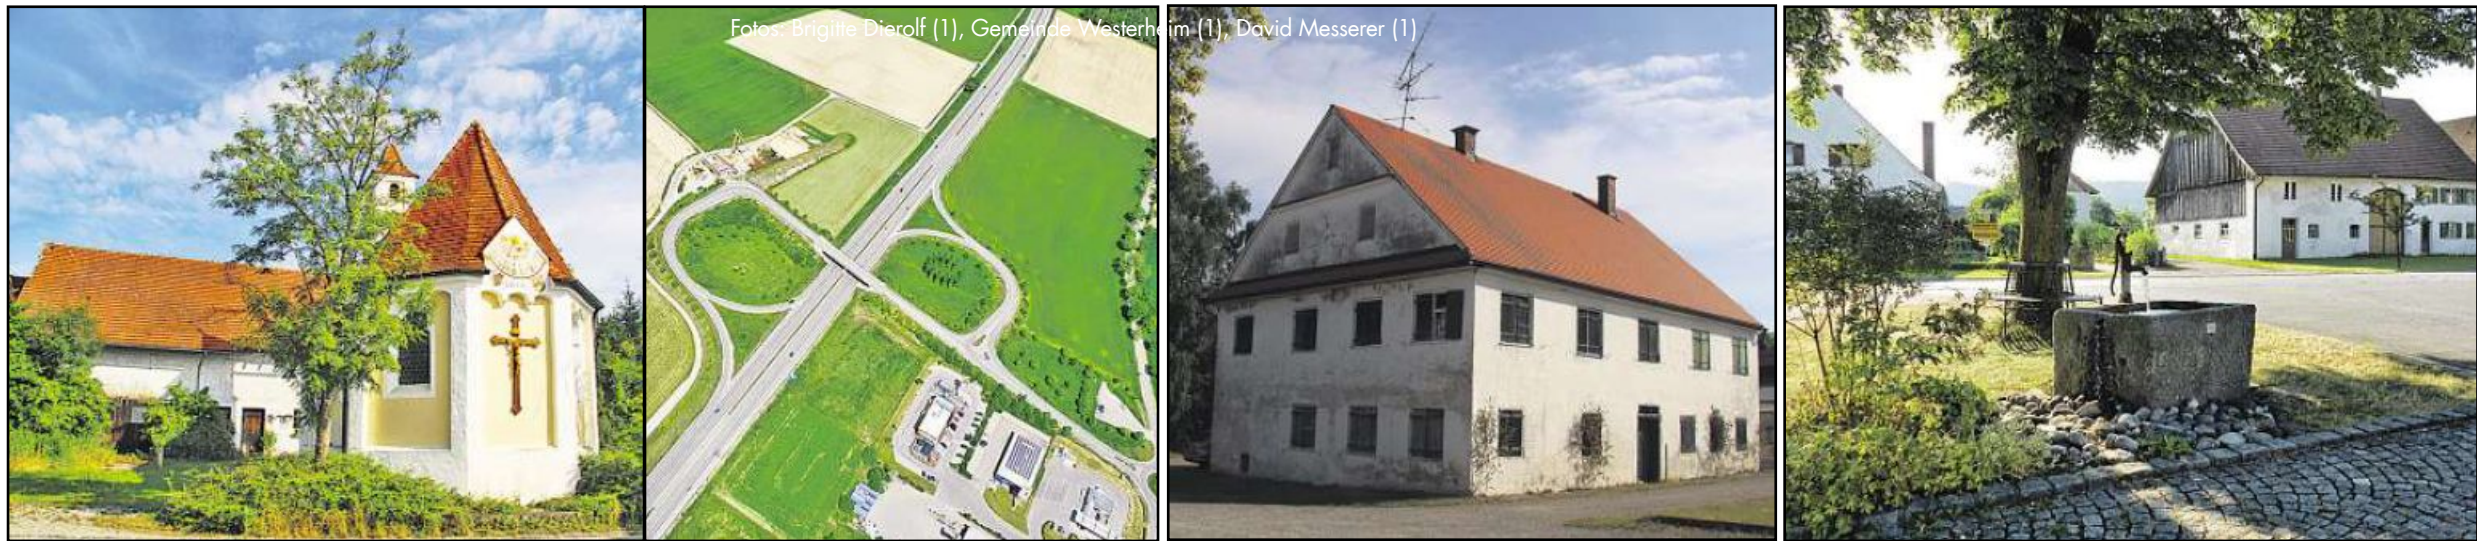 Fotos: Brigitte Dierolf (1), Gemeinde Westerheim (1), David Messerer (1)